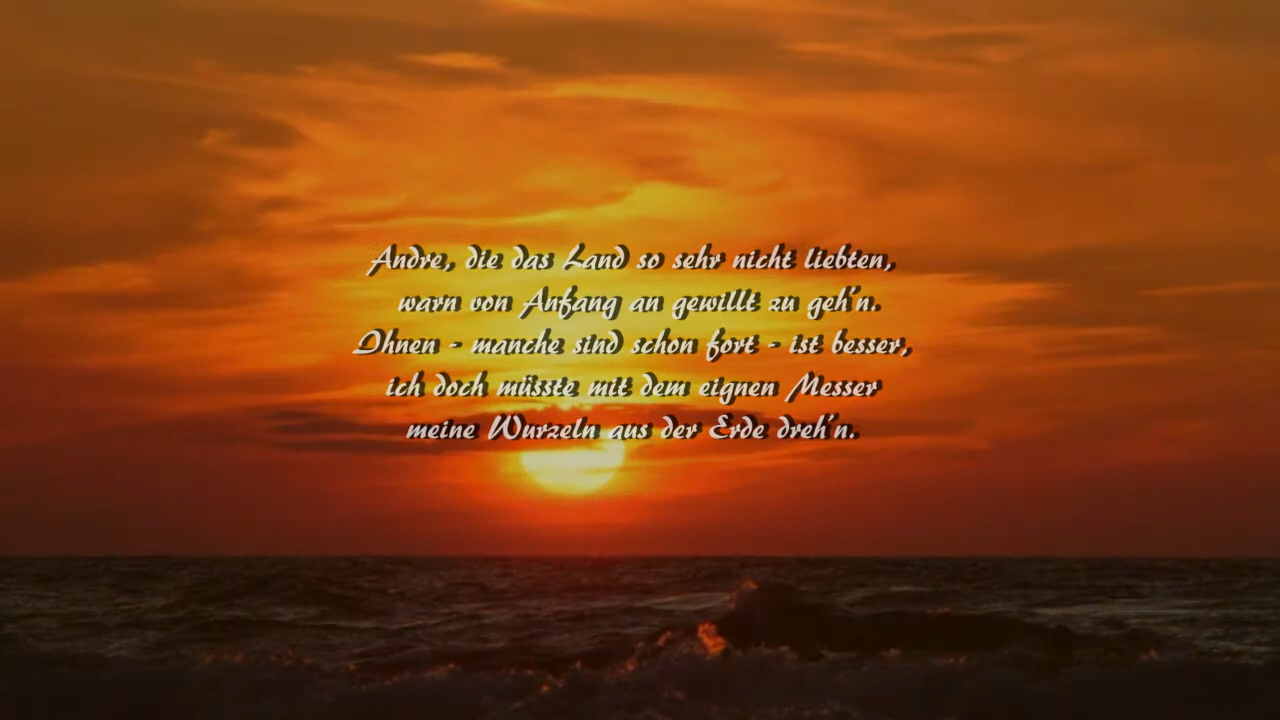 Andre, die das Land so sehr nicht liebten,
warn von Anfang an gewillt zu geh'n.
Ihnen - manche sind schon fort - ist besser,
ich doch müsste mit dem eignen Messer
meine Wurzeln aus der Erde dreh'n.